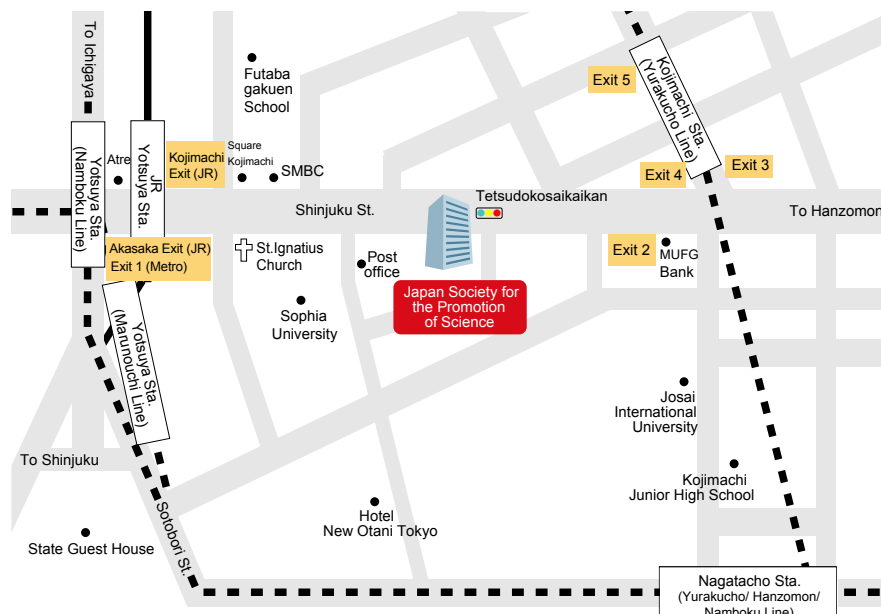 To Ichigaya
Yotsuya Sta.
(Namboku Line)
JR
Yotsuya Sta.
Atre
Kojimachi
Exit (JR)
Square
Kojimachi
SMBC
Futaba
gakuen
School
Exit 5
Kojimachi Sta.
(Yurakucho Line)
Exit 4
Exit 3
Shinjuku St.
Tetsudokosaikaikan
To Hanzomon
Akasaka Exit (JR)
Exit 1 (Metro)
St.Ignatius
Church
Post
office
Exit 2
MUFG
Bank
Japan Society for
the Promotion
of Science
Sophia
University
Yotsuya Sta.
(Marunouchi Line)
Josai
International
University
To Shinjuku
Kojimachi
Junior High School
Sotobori St.
Hotel
New Otani Tokyo
State Guest House
Nagatacho Sta.
(Yurakucho/ Hanzomon/
Namboku Line)